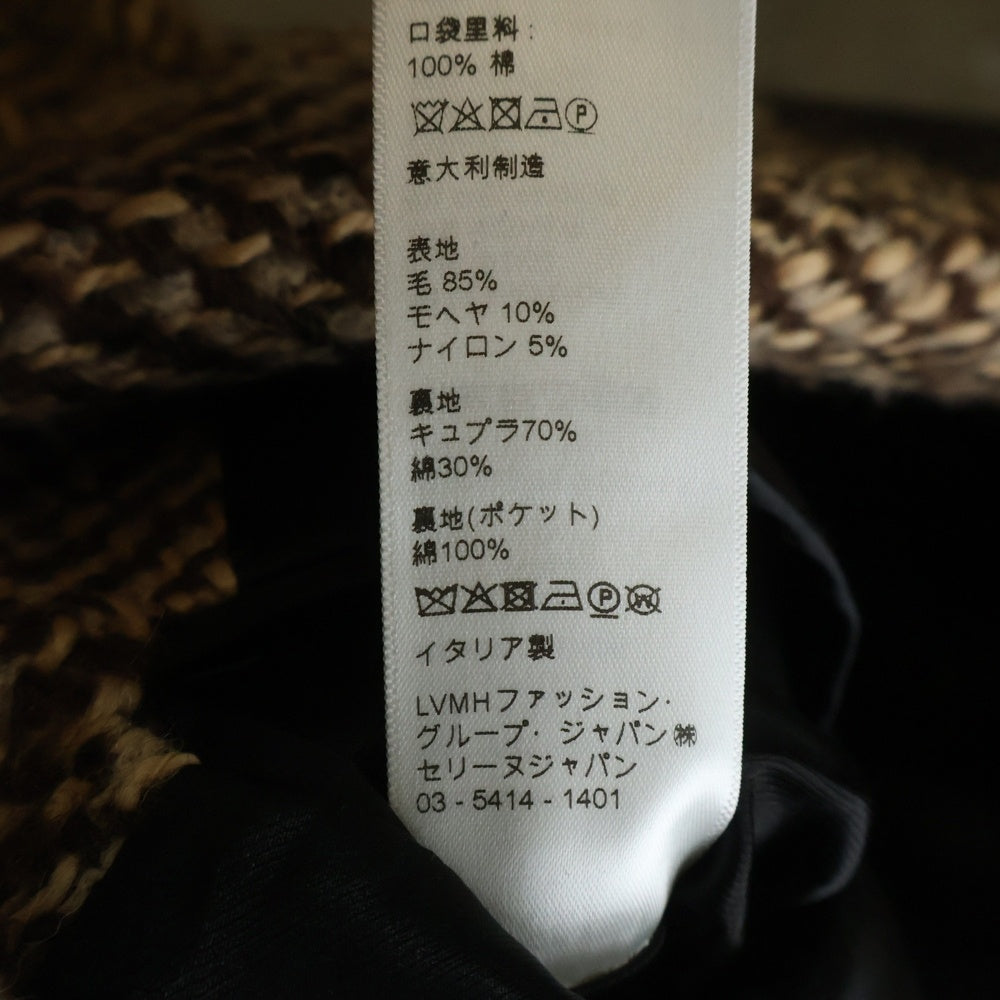 口袋里料:
100% 棉
意大利制造
表地
毛 85%
モヘヤ 10%
ナイロン 5%
裏地
キュプラ70%
綿30%
裏地(ポケット)
綿100%
イタリア製
LVMHファッション·
グループ· ジャパン㈱
セリーヌジャパン
03 - 5414 - 1401